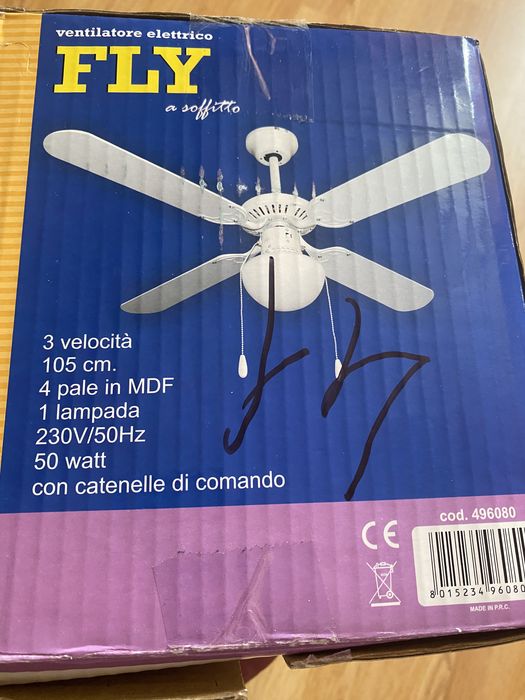 ventilatore elettrico
FLY
a soffitto
3 velocità
105 cm.
4 pale in MDF
1 lampada
230V/50Hz
50 watt
con catenelle di comando
cod. 496080
CE
8 015234 96080
MADE IN P.R.C.